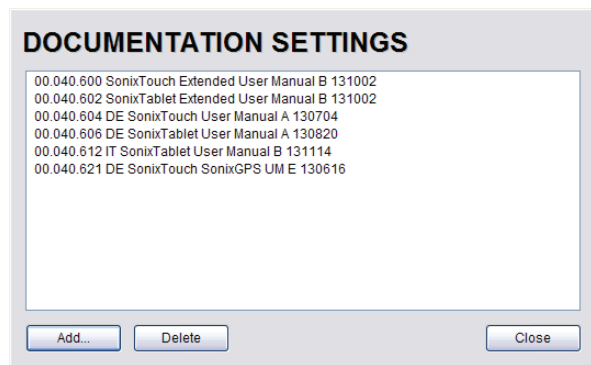 DOCUMENTATION SETTINGS
00.040.600 SonixTouch Extended User Manual B 131002
00.040.602 SonixTablet Extended User Manual B 131002
00.040.604 DE SonixTouch User Manual A 130704
00.040.606 DE SonixTablet User Manual A 130820
00.040.612 IT SonixTablet User Manual B 131114
00.040.621 DE SonixTouch SonixGPS UM E 130616
Add... Delete Close